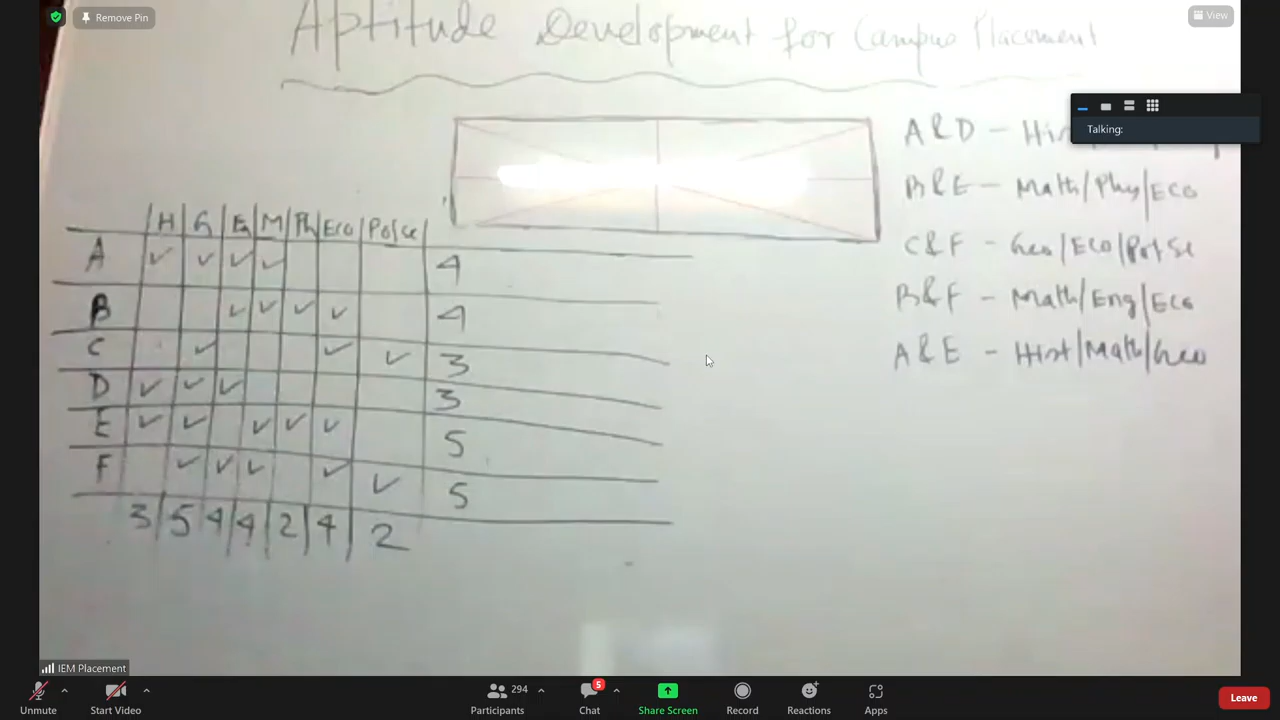 Remove Pin
View
Aptitude Development for Campus Placement
Talking:
A & D - Hist
B & E - Math/Phy/Eco
C & F - Geo/Eco/Pol Sc
B & F - Math/Eng/Eco
A & E - Hist/Math/Geo
H G En M Ph Eco Pol Sc
A ✓ ✓ ✓ ✓ 4
B ✓ ✓ ✓ ✓ 4
C ✓ ✓ ✓ 3
D ✓ ✓ ✓ 3
E ✓ ✓ ✓ ✓ ✓ 5
F ✓ ✓ ✓ ✓ ✓ 5
3 5 4 4 2 4 2
IEM Placement
294
5
Unmute Start Video Participants Chat Share Screen Record Reactions Apps Leave